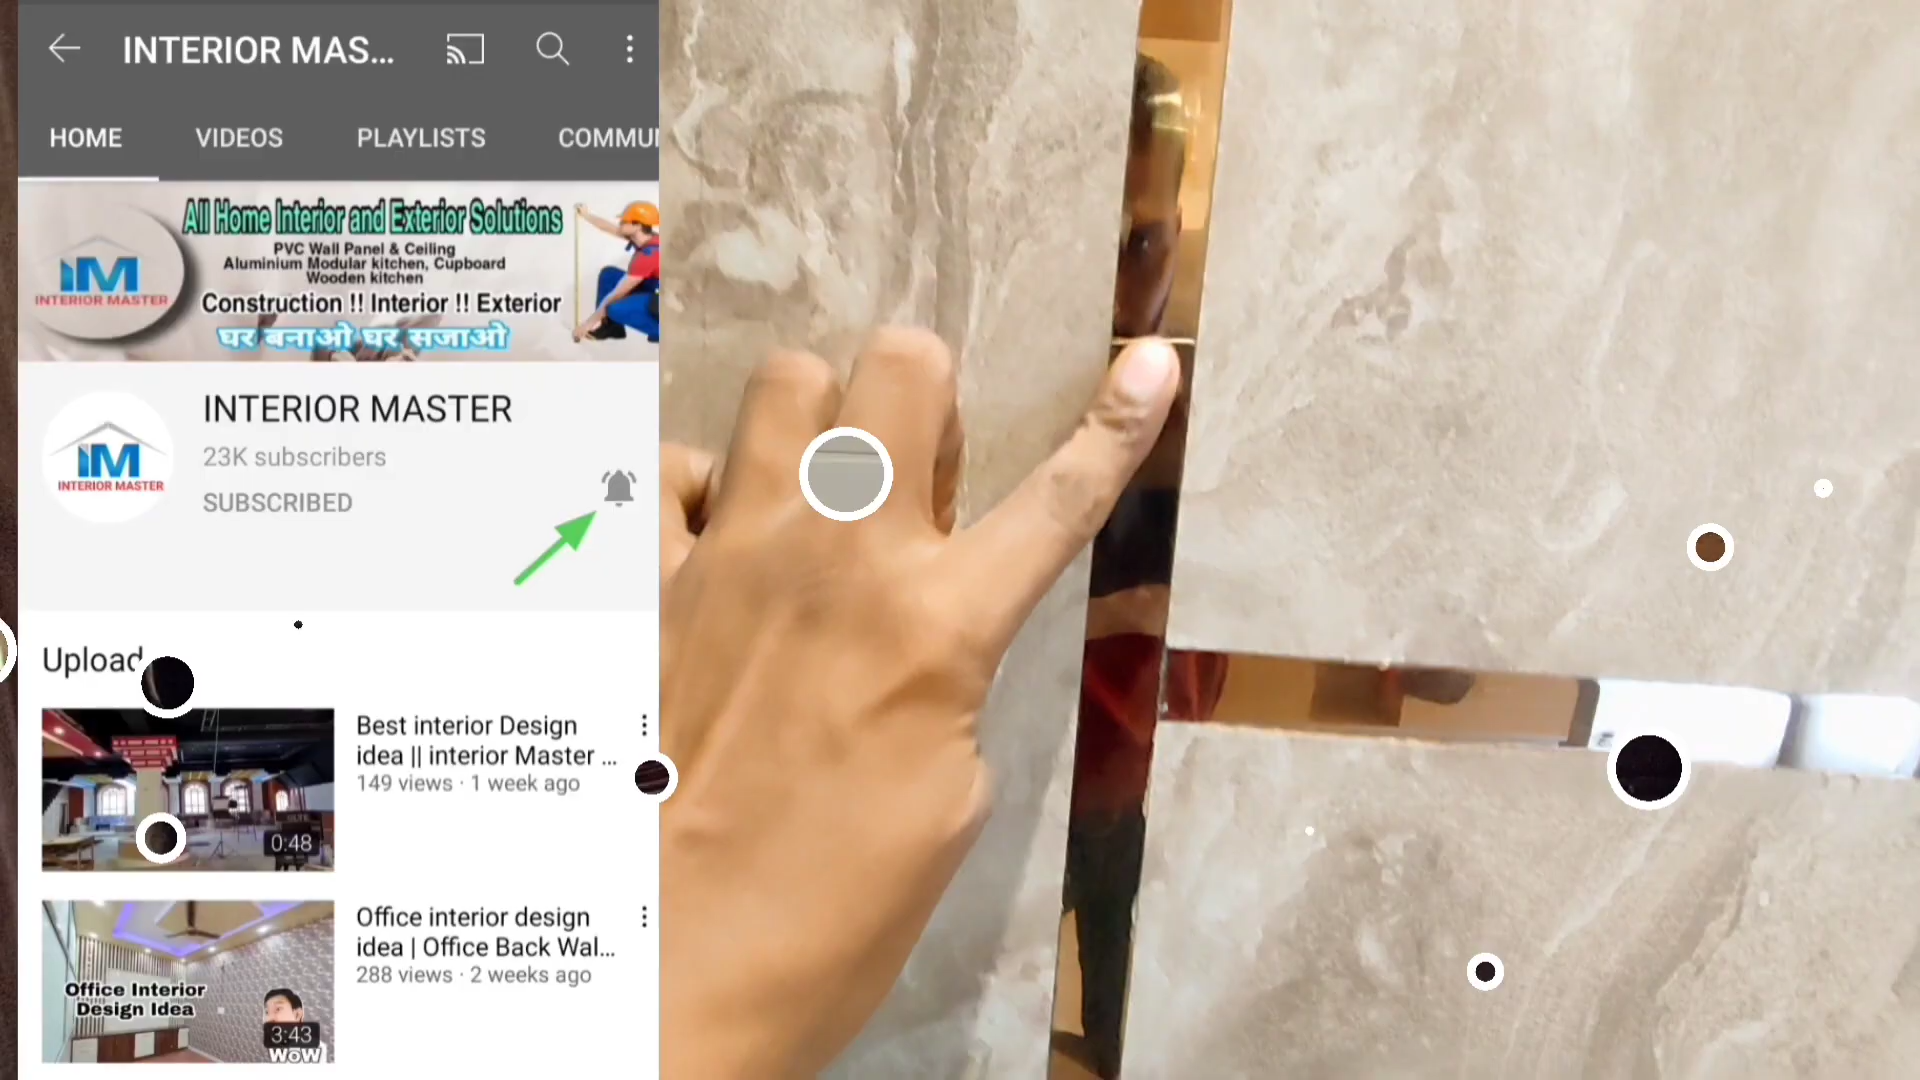 INTERIOR MAS...
HOME VIDEOS PLAYLISTS COMMU
All Home Interior and Exterior Solutions
PVC Wall Panel & Ceiling
Aluminium Modular kitchen, Cupboard
Wooden kitchen
Construction !! Interior !! Exterior
घर बनाओ घर सजाओ
IM
INTERIOR MASTER
INTERIOR MASTER
23K subscribers
SUBSCRIBED
IM
INTERIOR MASTER
Upload
Best interior Design
idea || interior Master ...
149 views · 1 week ago
0:48
Office interior design
idea | Office Back Wal...
288 views · 2 weeks ago
Office Interior
Design Idea
3:43
WOW